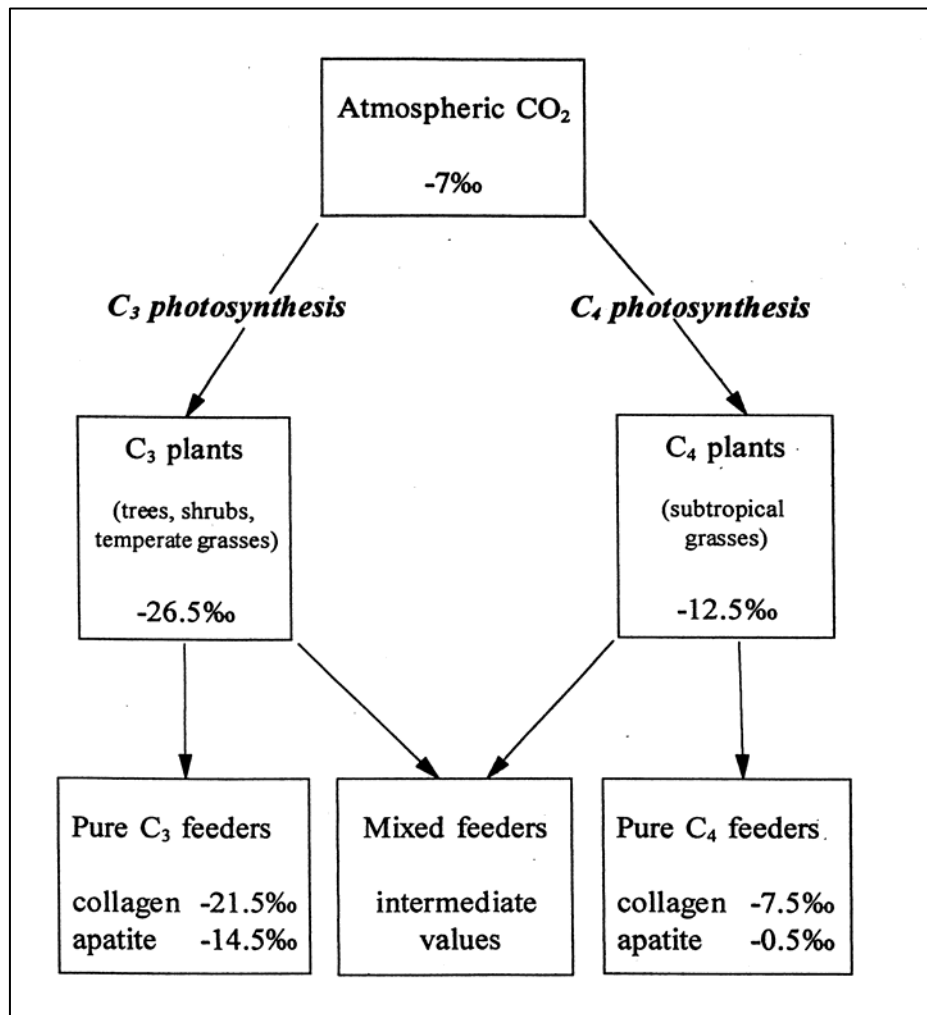 Atmospheric CO₂
-7‰
C₃ photosynthesis
C₄ photosynthesis
C₃ plants
(trees, shrubs,
temperate grasses)
-26.5‰
C₄ plants
(subtropical
grasses)
-12.5‰
Pure C₃ feeders
collagen -21.5‰
apatite -14.5‰
Mixed feeders
intermediate
values
Pure C₄ feeders
collagen -7.5‰
apatite -0.5‰